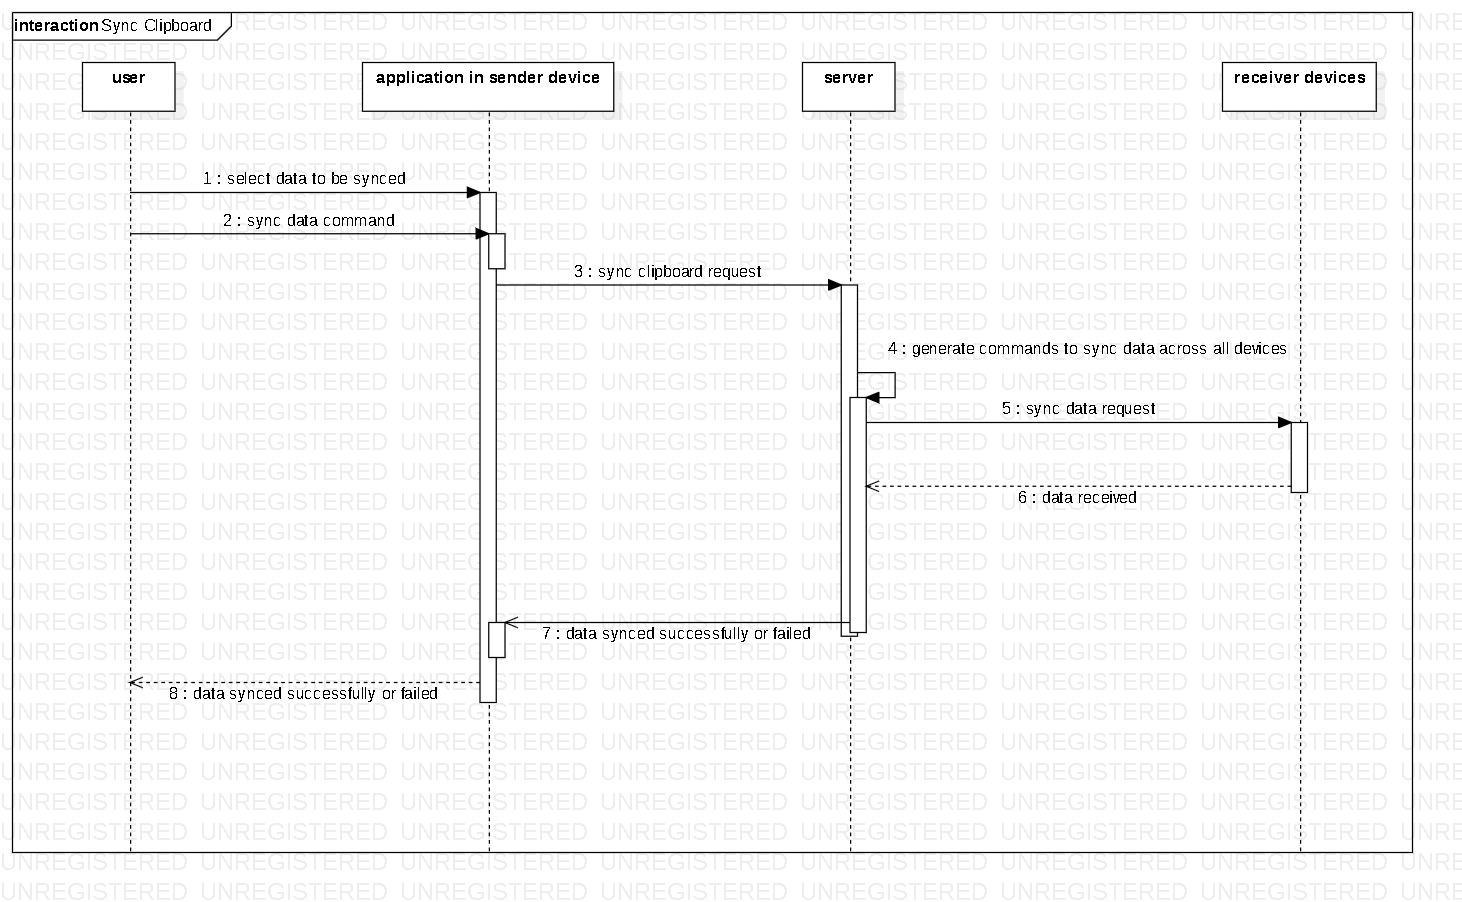 interaction Sync Clipboard
user
application in sender device
server
receiver devices
1 : select data to be synced
2 : sync data command
3 : sync clipboard request
4 : generate commands to sync data across all devices
5 : sync data request
6 : data received
7 : data synced successfully or failed
8 : data synced successfully or failed
UNREGISTERED